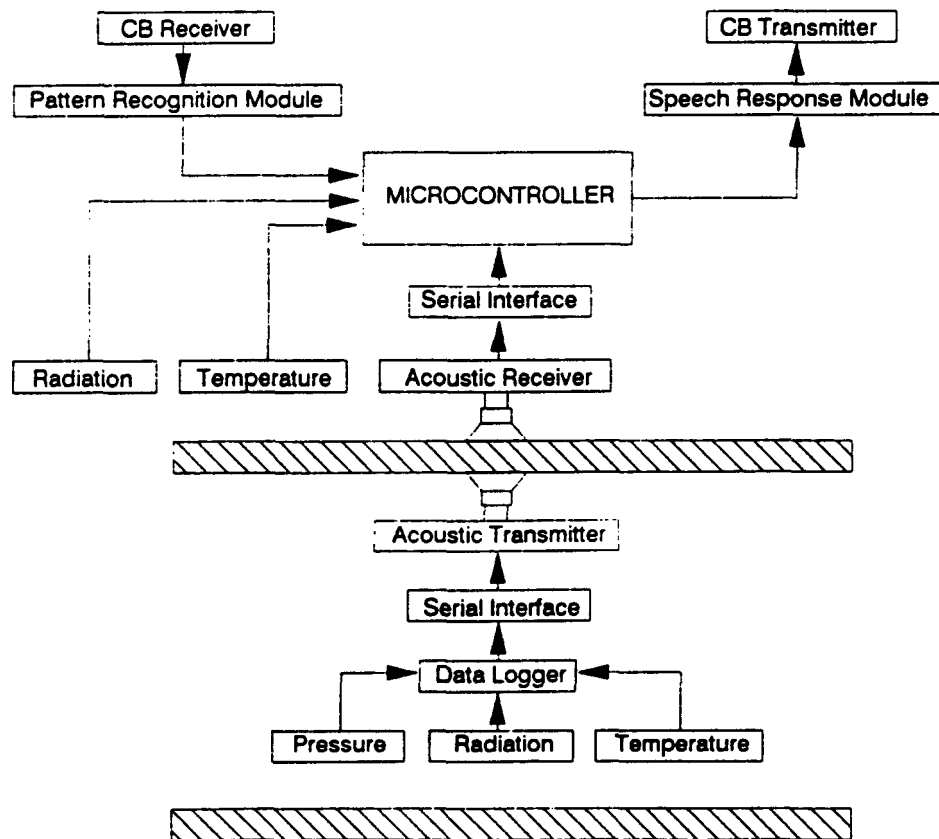 CB Receiver
CB Transmitter
Pattern Recognition Module
Speech Response Module
MICROCONTROLLER
Serial Interface
Radiation
Temperature
Acoustic Receiver
Acoustic Transmitter
Serial Interface
Data Logger
Pressure
Radiation
Temperature